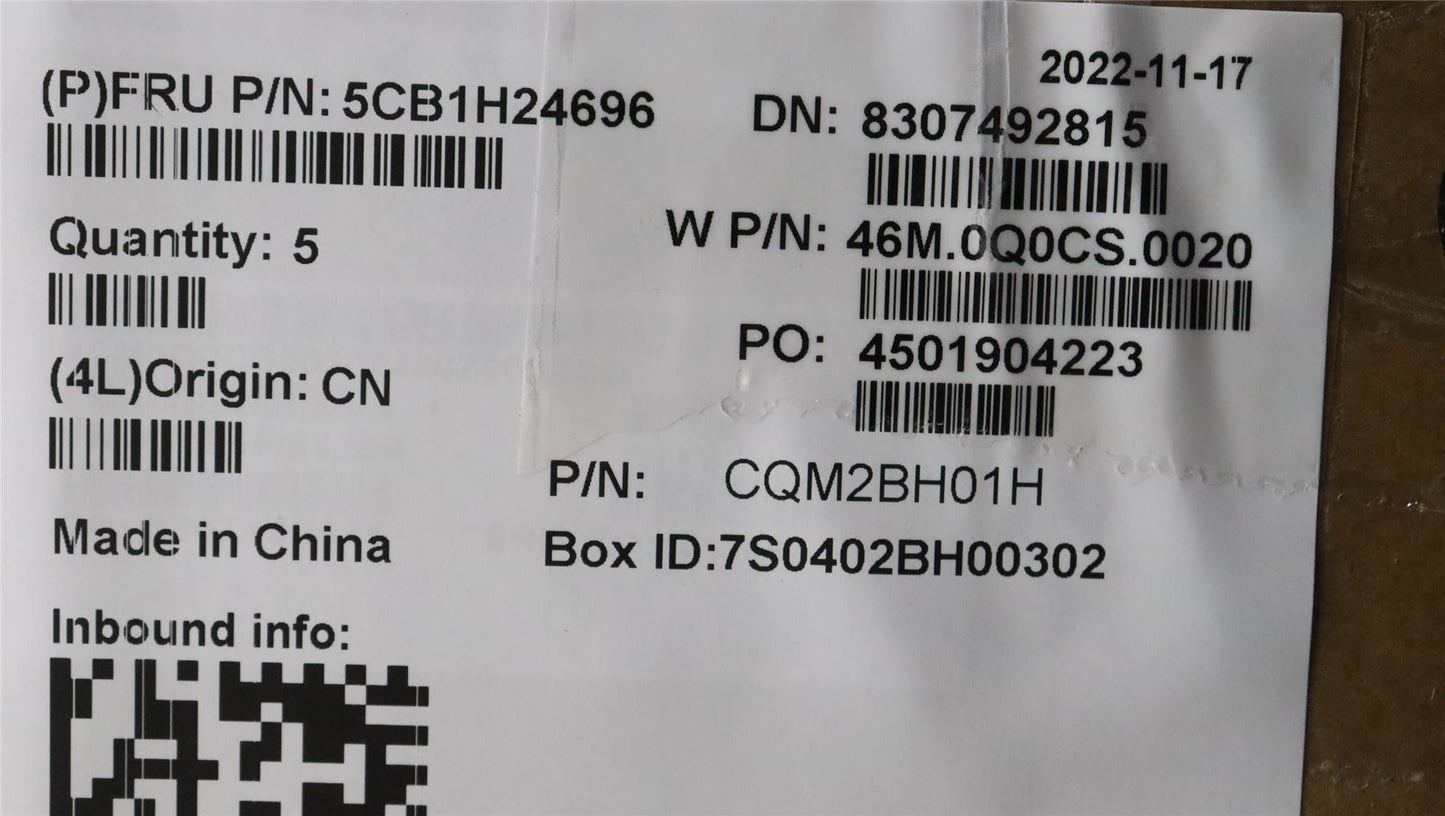 2022-11-17
(P)FRU P/N: 5CB1H24696
DN: 8307492815
Quantity: 5
W P/N: 46M.0Q0CS.0020
(4L)Origin: CN
PO: 4501904223
P/N: CQM2BH01H
Made in China
Box ID:7S0402BH00302
Inbound info: